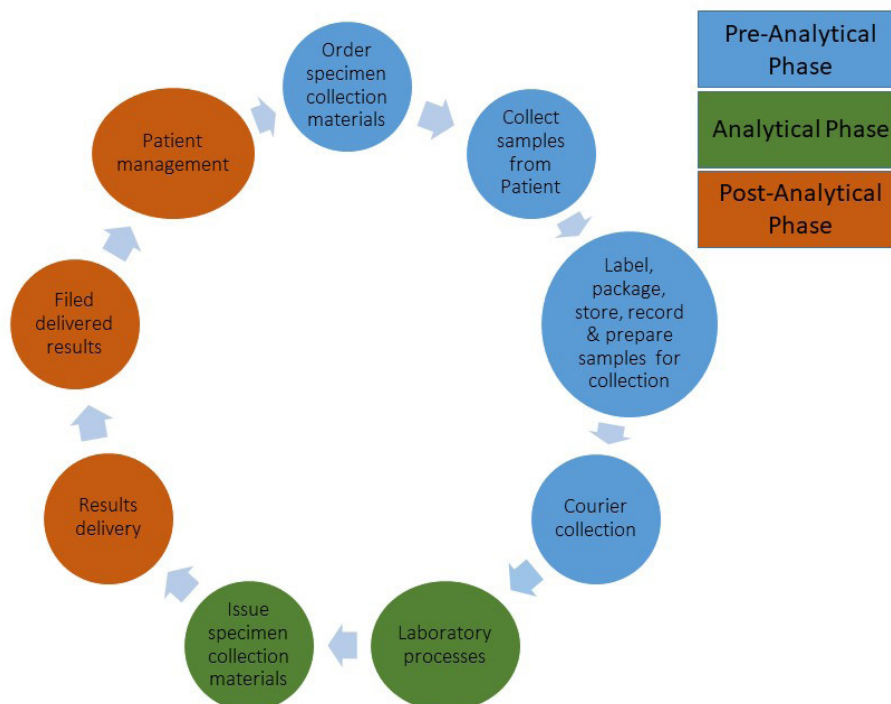 Order
specimen
collection
materials
Collect
samples
from
Patient
Label,
package,
store, record
& prepare
samples for
collection
Courier
collection
Laboratory
processes
Issue
specimen
collection
materials
Results
delivery
Filed
delivered
results
Patient
management
Pre-Analytical
Phase
Analytical Phase
Post-Analytical
Phase